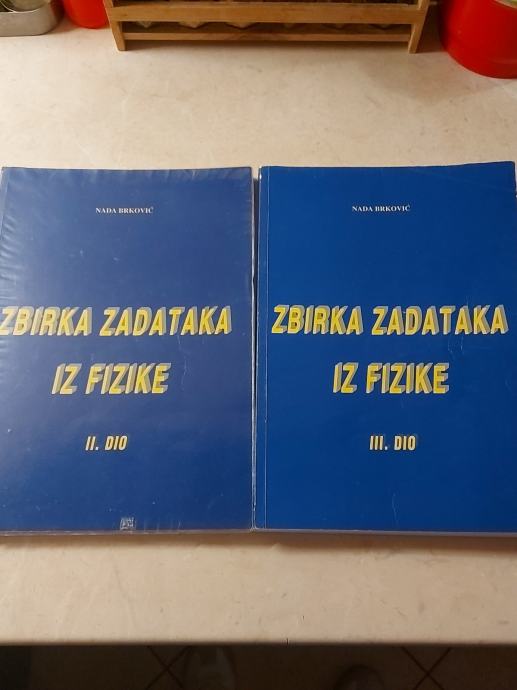 NADA BRKOVIĆ
ZBIRKA ZADATAKA
IZ FIZIKE
II. DIO
NADA BRKOVIĆ
ZBIRKA ZADATAKA
IZ FIZIKE
III. DIO